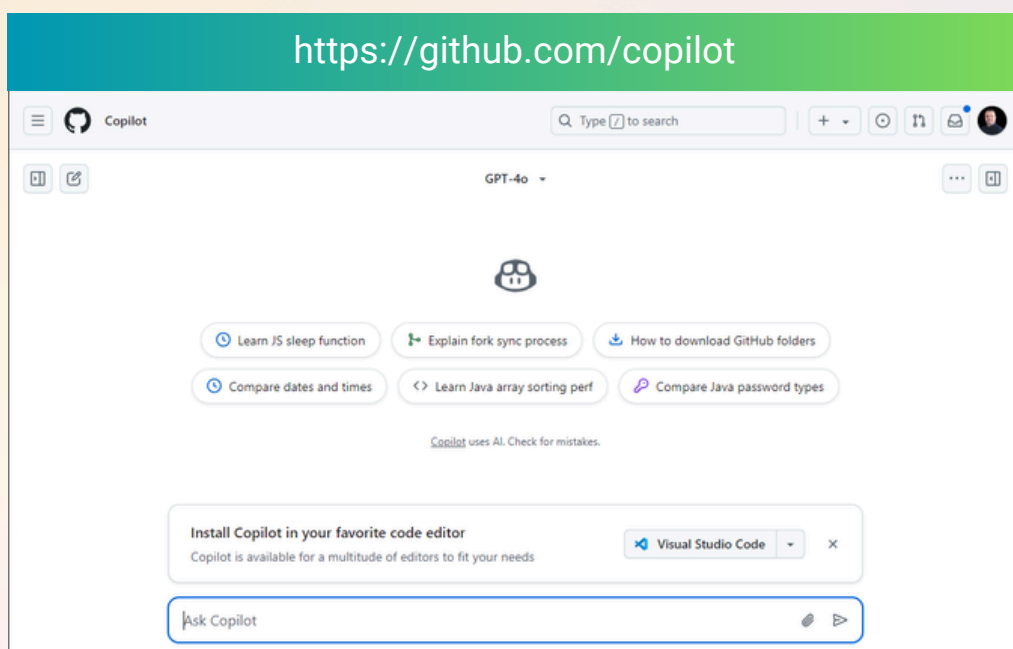 https://github.com/copilot
Copilot
Type / to search
GPT-4o
Learn JS sleep function
Explain fork sync process
How to download GitHub folders
Compare dates and times
Learn Java array sorting perf
Compare Java password types
Copilot uses AI. Check for mistakes.
Install Copilot in your favorite code editor
Copilot is available for a multitude of editors to fit your needs
Visual Studio Code
Ask Copilot